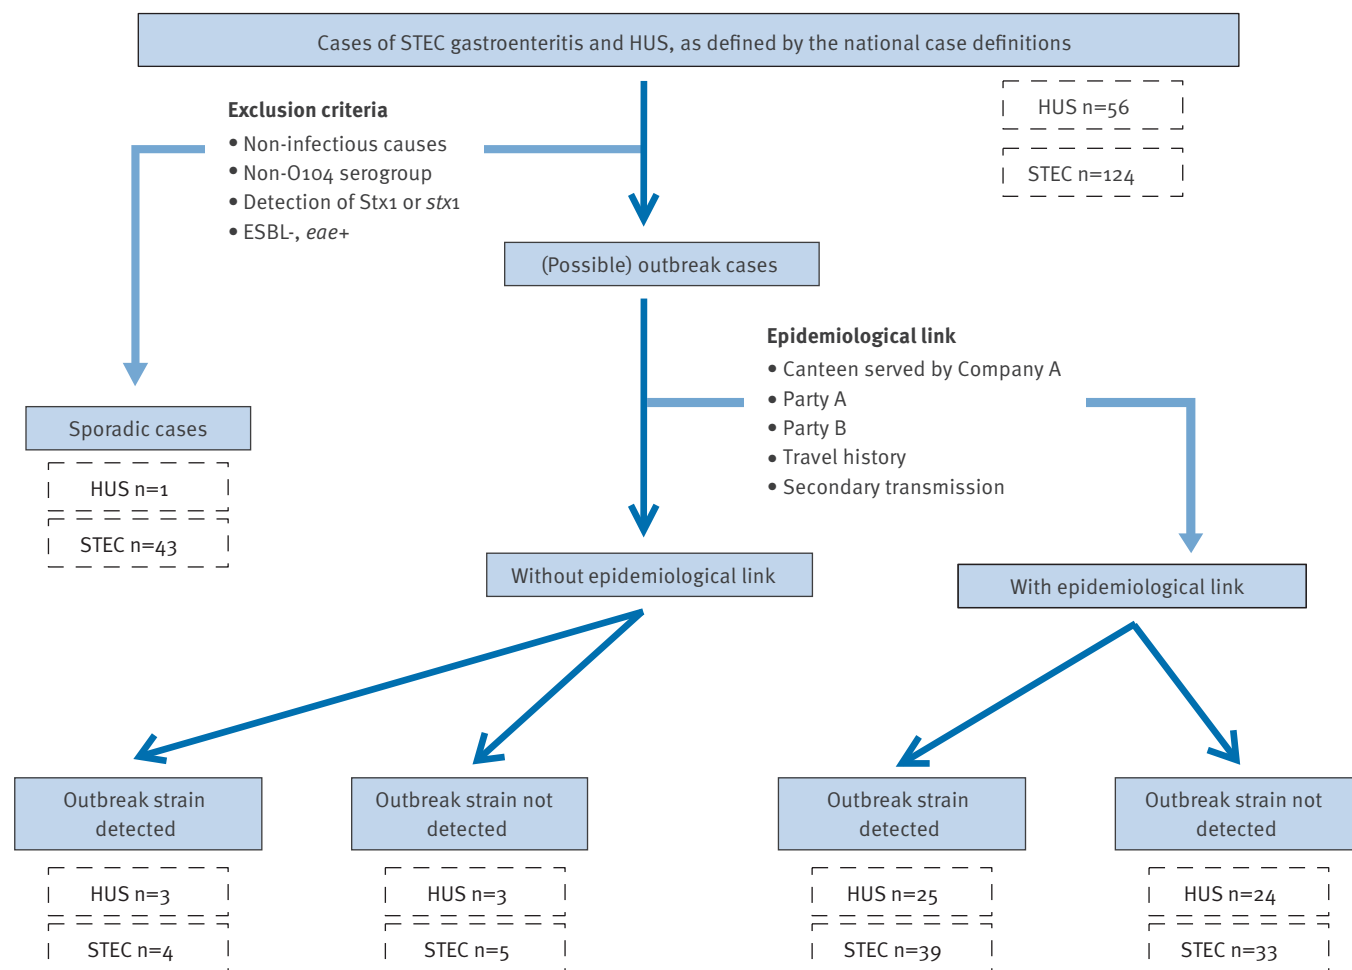 Cases of STEC gastroenteritis and HUS, as defined by the national case definitions
HUS n=56
STEC n=124
Exclusion criteria
• Non-infectious causes
• Non-O104 serogroup
• Detection of Stx1 or stx1
• ESBL-, eae+
(Possible) outbreak cases
Epidemiological link
• Canteen served by Company A
• Party A
• Party B
• Travel history
• Secondary transmission
Sporadic cases
HUS n=1
STEC n=43
Without epidemiological link
With epidemiological link
Outbreak strain
detected
HUS n=3
STEC n=4
Outbreak strain not
detected
HUS n=3
STEC n=5
Outbreak strain
detected
HUS n=25
STEC n=39
Outbreak strain not
detected
HUS n=24
STEC n=33